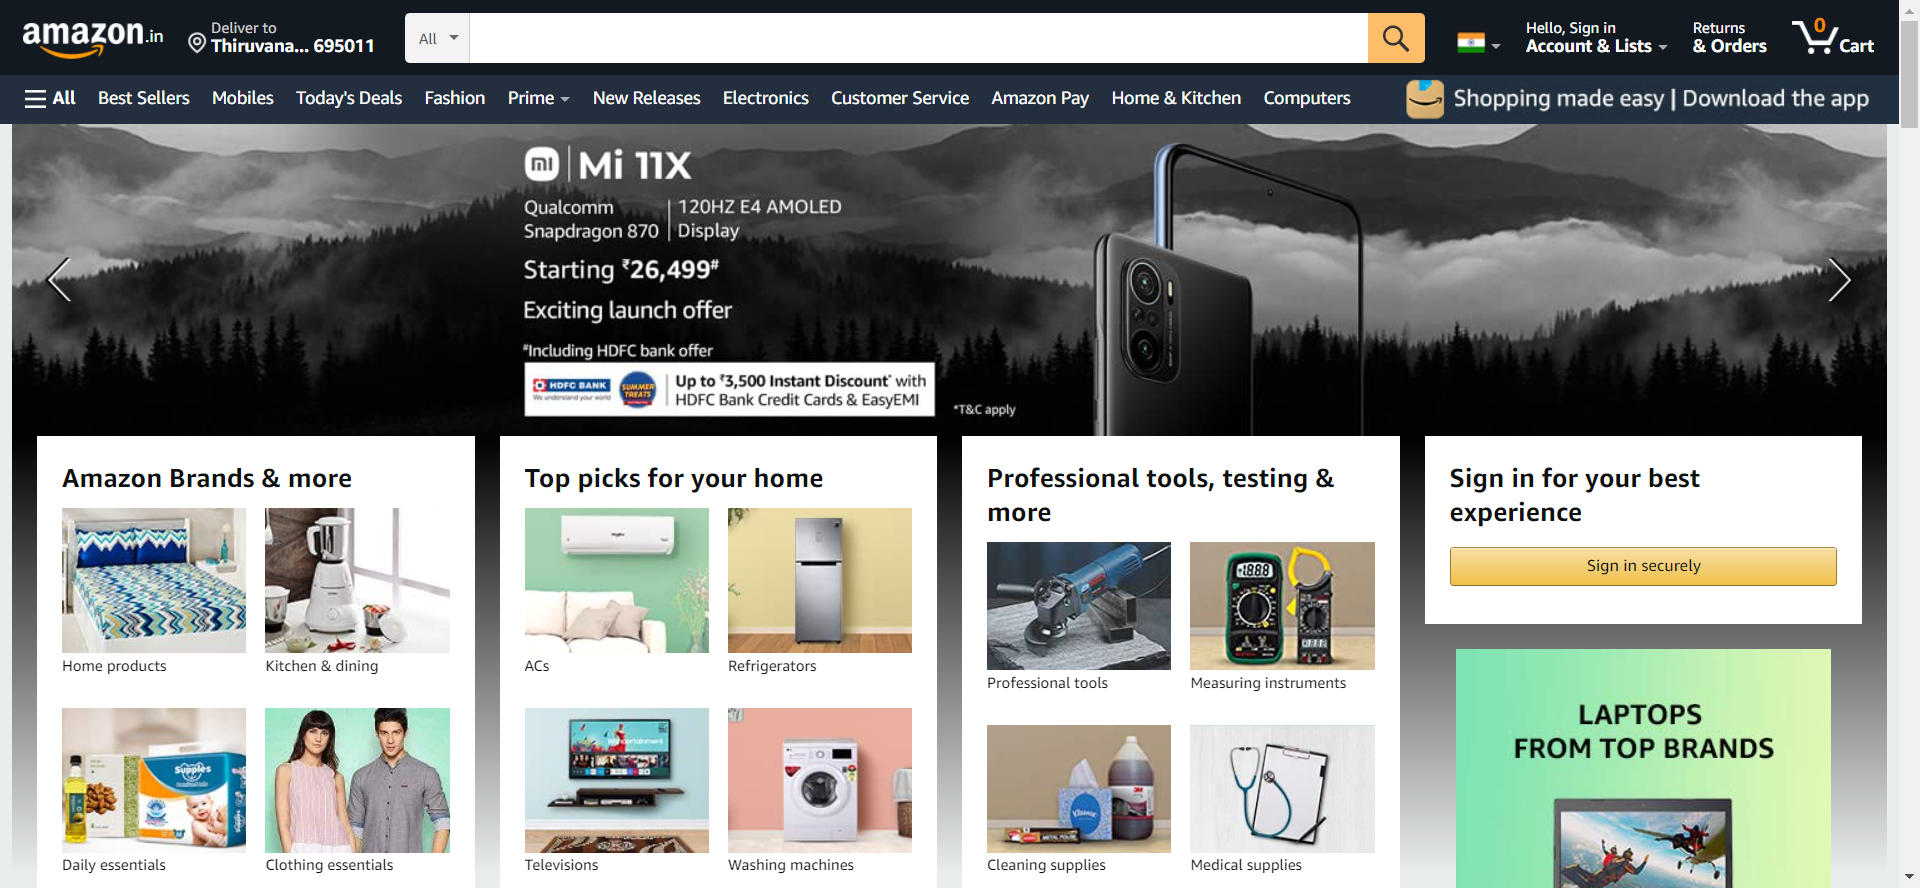 amazon.in
Deliver to
Thiruvana... 695011
All
0
Hello, Sign in
Account & Lists
Returns
& Orders
Cart
All
Best Sellers
Mobiles
Today's Deals
Fashion
Prime
New Releases
Electronics
Customer Service
Amazon Pay
Home & Kitchen
Computers
Shopping made easy | Download the app
mi | Mi 11X
Qualcomm
Snapdragon 870
120HZ E4 AMOLED
Display
Starting ₹26,499#
Exciting launch offer
#Including HDFC bank offer
HDFC BANK
We understand your world
SUMMER
TREATS
Up to ₹3,500 Instant Discount* with
HDFC Bank Credit Cards & EasyEMI
*T&C apply
Amazon Brands & more
Home products
Kitchen & dining
Supples
Daily essentials
Clothing essentials
Top picks for your home
ACs
Refrigerators
Televisions
Washing machines
Professional tools, testing &
more
Professional tools
Measuring instruments
Kleenex
3M
Cleaning supplies
Medical supplies
Sign in for your best
experience
Sign in securely
LAPTOPS
FROM TOP BRANDS